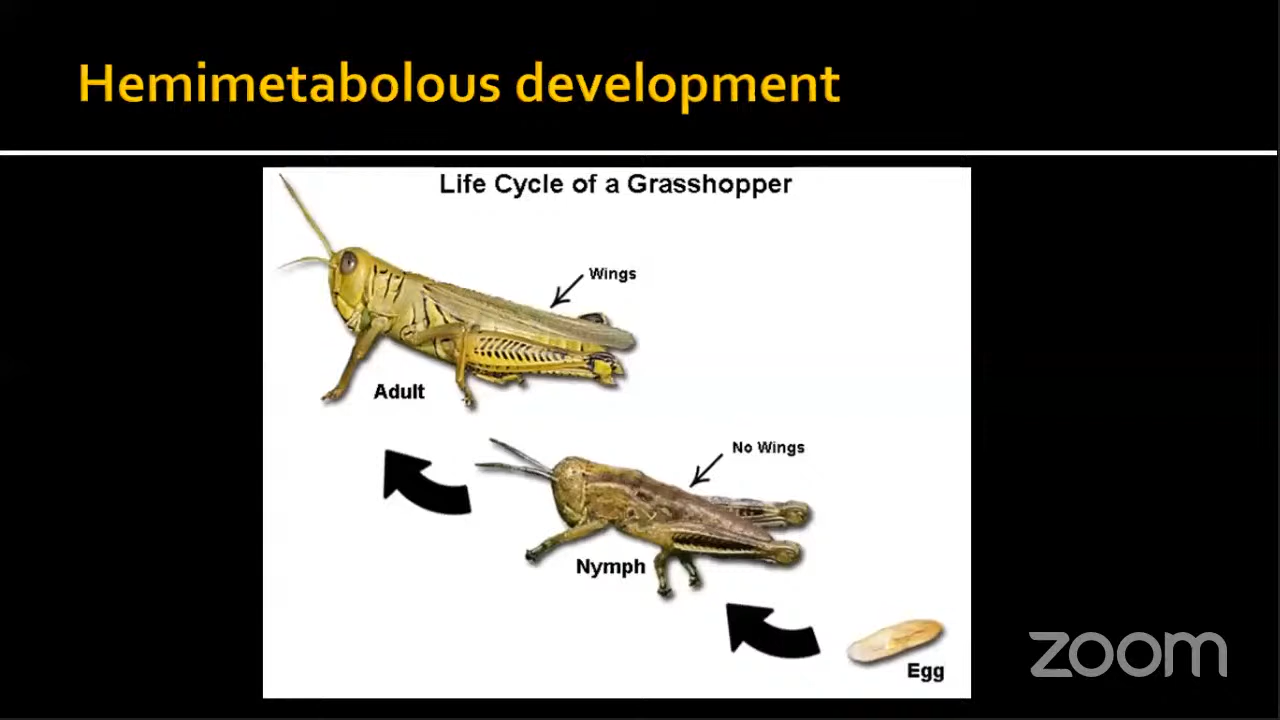 Hemimetabolous development
Life Cycle of a Grasshopper
Wings
Adult
No Wings
Nymph
Egg
zoom